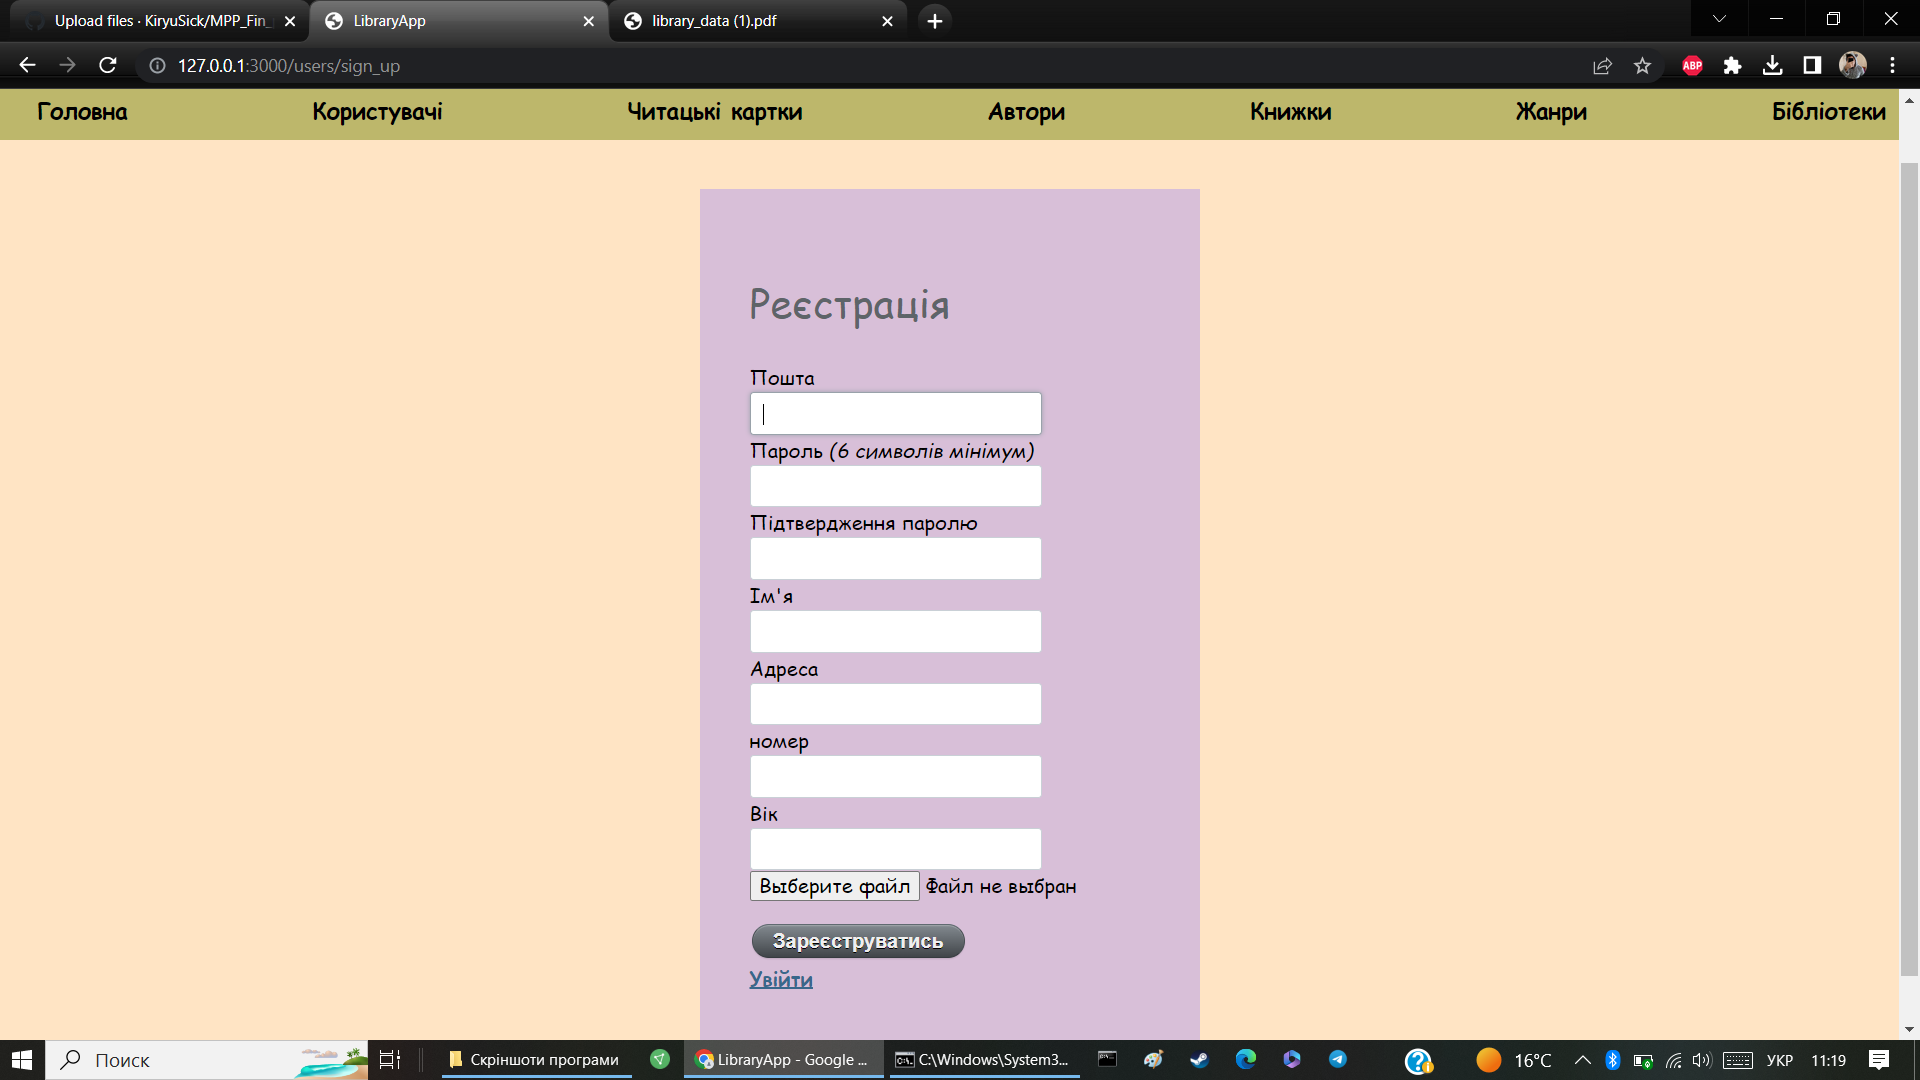 Upload files · KiryuSick/MPP_Fin_
LibraryApp
library_data (1).pdf
127.0.0.1:3000/users/sign_up
ABP
Головна
Користувачі
Читацькі картки
Автори
Книжки
Жанри
Бібліотеки
Реєстрація
Пошта
Пароль (6 символів мінімум)
Підтвердження паролю
Ім'я
Адреса
номер
Вік
Выберите файл Файл не выбран
Зареєструватись
Увійти
Поиск
Скріншоти програми
LibraryApp - Google ...
C:\Windows\System3...
16°C
УКР
11:19